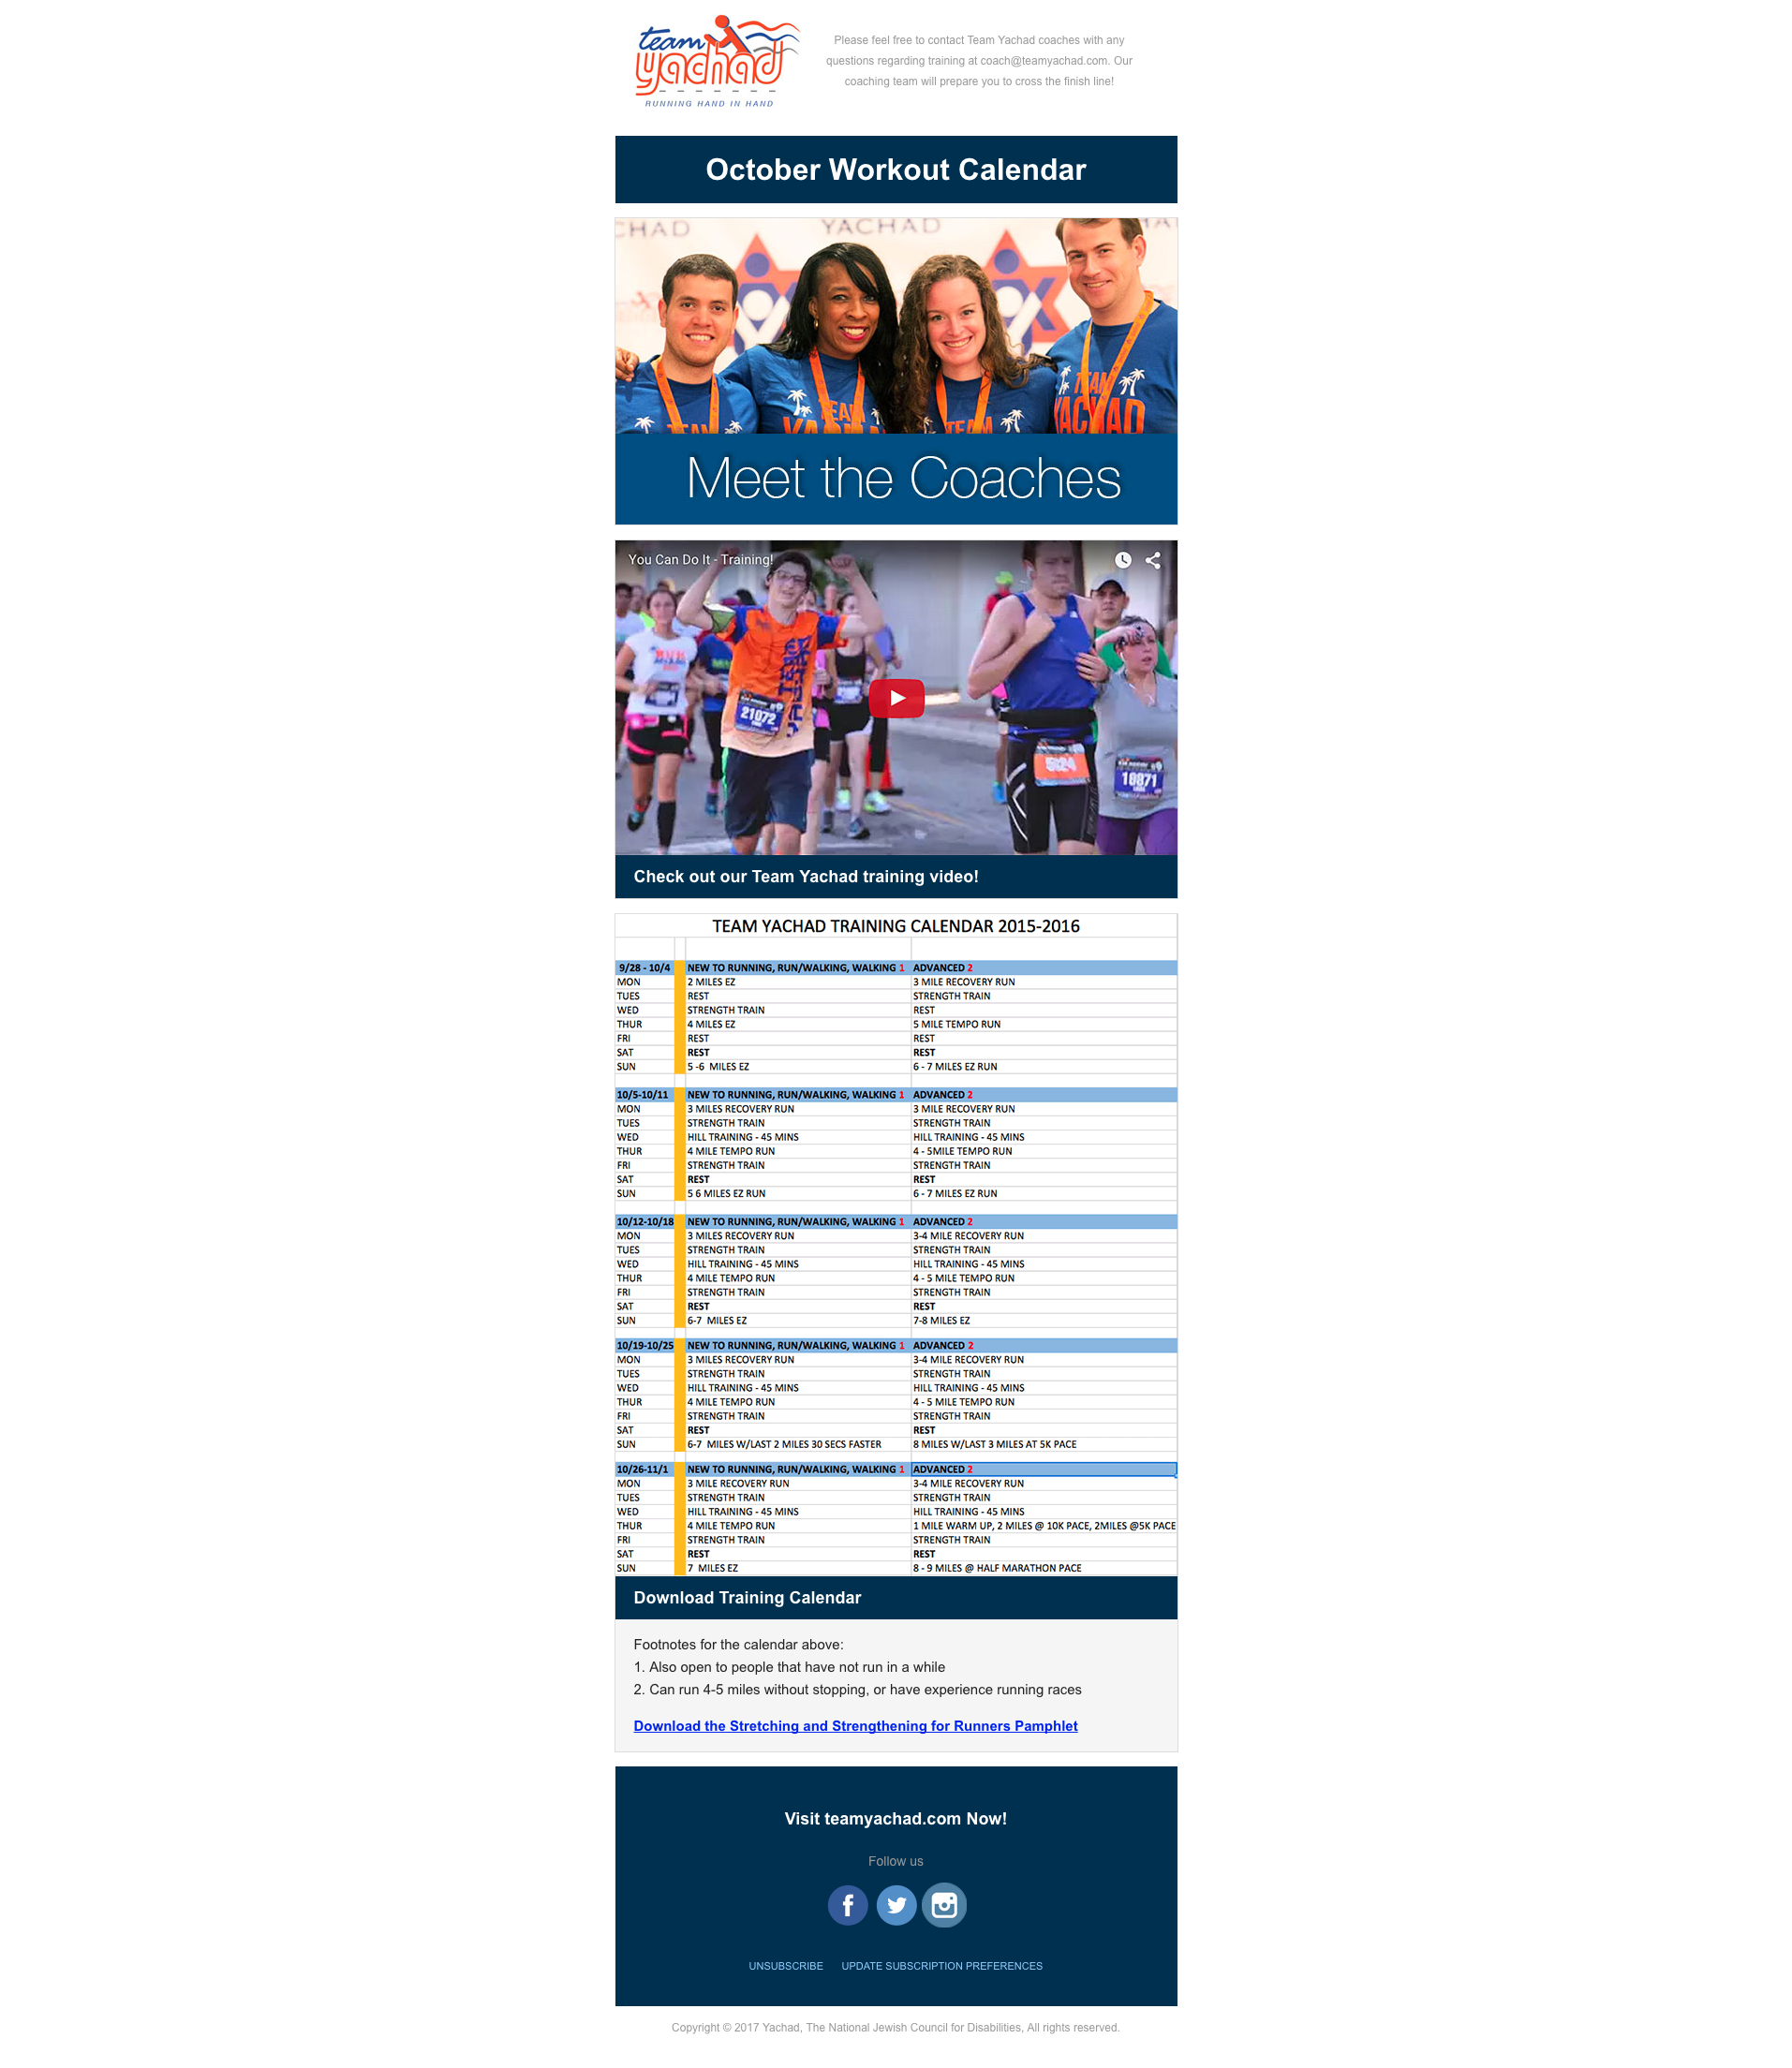 team
yachad
RUNNING HAND IN HAND
Please feel free to contact Team Yachad coaches with any
questions regarding training at coach@teamyachad.com. Our
coaching team will prepare you to cross the finish line!
October Workout Calendar
YACHAD
TEAM
YACHAD
Meet the Coaches
You Can Do It - Training!
21072
5024
10871
Check out our Team Yachad training video!
TEAM YACHAD TRAINING CALENDAR 2015-2016
9/28 - 10/4 NEW TO RUNNING, RUN/WALKING, WALKING 1 ADVANCED 2
MON 2 MILES EZ 3 MILE RECOVERY RUN
TUES REST STRENGTH TRAIN
WED STRENGTH TRAIN REST
THUR 4 MILES EZ 5 MILE TEMPO RUN
FRI REST REST
SAT REST REST
SUN 5 -6 MILES EZ 6 - 7 MILES EZ RUN
10/5-10/11 NEW TO RUNNING, RUN/WALKING, WALKING 1 ADVANCED 2
MON 3 MILES RECOVERY RUN 3 MILE RECOVERY RUN
TUES STRENGTH TRAIN STRENGTH TRAIN
WED HILL TRAINING - 45 MINS HILL TRAINING - 45 MINS
THUR 4 MILE TEMPO RUN 4 - 5MILE TEMPO RUN
FRI STRENGTH TRAIN STRENGTH TRAIN
SAT REST REST
SUN 5 6 MILES EZ RUN 6 - 7 MILES EZ RUN
10/12-10/18 NEW TO RUNNING, RUN/WALKING, WALKING 1 ADVANCED 2
MON 3 MILES RECOVERY RUN 3-4 MILE RECOVERY RUN
TUES STRENGTH TRAIN STRENGTH TRAIN
WED HILL TRAINING - 45 MINS HILL TRAINING - 45 MINS
THUR 4 MILE TEMPO RUN 4 - 5 MILE TEMPO RUN
FRI STRENGTH TRAIN STRENGTH TRAIN
SAT REST REST
SUN 6-7 MILES EZ 7-8 MILES EZ
10/19-10/25 NEW TO RUNNING, RUN/WALKING, WALKING 1 ADVANCED 2
MON 3 MILES RECOVERY RUN 3-4 MILE RECOVERY RUN
TUES STRENGTH TRAIN STRENGTH TRAIN
WED HILL TRAINING - 45 MINS HILL TRAINING - 45 MINS
THUR 4 MILE TEMPO RUN 4 - 5 MILE TEMPO RUN
FRI STRENGTH TRAIN STRENGTH TRAIN
SAT REST REST
SUN 6-7 MILES W/LAST 2 MILES 30 SECS FASTER 8 MILES W/LAST 3 MILES AT 5K PACE
10/26-11/1 NEW TO RUNNING, RUN/WALKING, WALKING 1 ADVANCED 2
MON 3 MILE RECOVERY RUN 3-4 MILE RECOVERY RUN
TUES STRENGTH TRAIN STRENGTH TRAIN
WED HILL TRAINING - 45 MINS HILL TRAINING - 45 MINS
THUR 4 MILE TEMPO RUN 1 MILE WARM UP, 2 MILES @ 10K PACE, 2MILES @5K PACE
FRI STRENGTH TRAIN STRENGTH TRAIN
SAT REST REST
SUN 7 MILES EZ 8 - 9 MILES @ HALF MARATHON PACE
Download Training Calendar
Footnotes for the calendar above:
1. Also open to people that have not run in a while
2. Can run 4-5 miles without stopping, or have experience running races
Download the Stretching and Strengthening for Runners Pamphlet
Visit teamyachad.com Now!
Follow us
UNSUBSCRIBE UPDATE SUBSCRIPTION PREFERENCES
Copyright © 2017 Yachad, The National Jewish Council for Disabilities, All rights reserved.